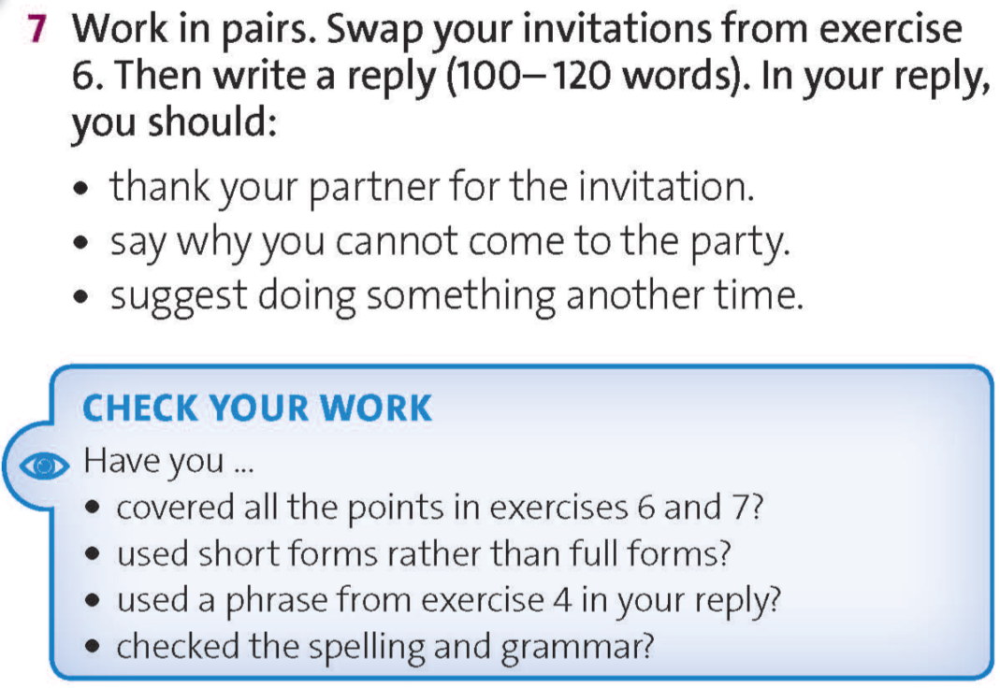 7 Work in pairs. Swap your invitations from exercise
6. Then write a reply (100–120 words). In your reply,
you should:
• thank your partner for the invitation.
• say why you cannot come to the party.
• suggest doing something another time.
CHECK YOUR WORK
Have you ...
• covered all the points in exercises 6 and 7?
• used short forms rather than full forms?
• used a phrase from exercise 4 in your reply?
• checked the spelling and grammar?